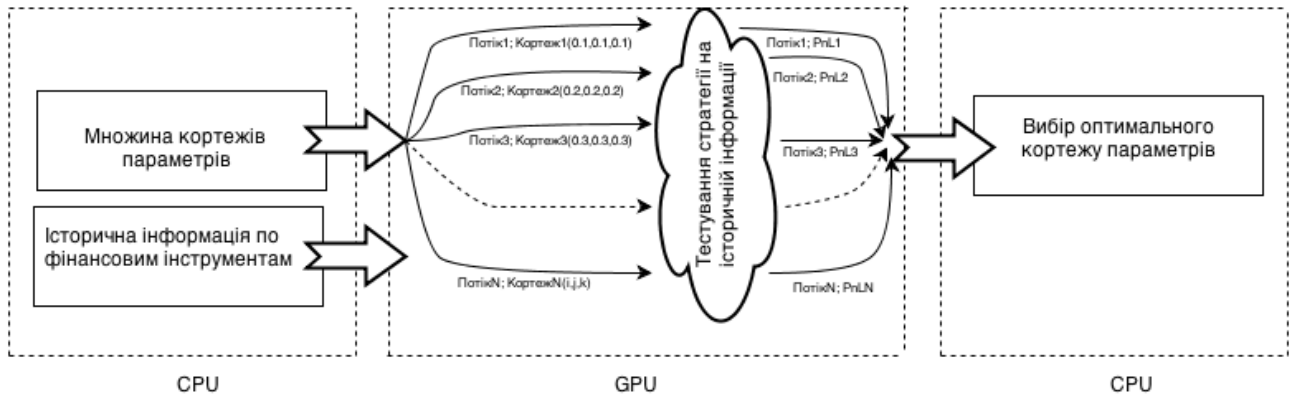 Множина кортежів
параметрів
Історична інформація по
фінансовим інструментам
CPU
Потік1; Кортеж1(0.1,0.1,0.1)
Потік2; Кортеж2(0.2,0.2,0.2)
Потік3; Кортеж3(0.3,0.3,0.3)
ПотікN; КортежN(i,j,k)
Тестування стратегії на
історичній інформації
Потік1; PnL1
Потік2; PnL2
Потік3; PnL3
ПотікN; PnLN
GPU
Вибір оптимального
кортежу параметрів
CPU